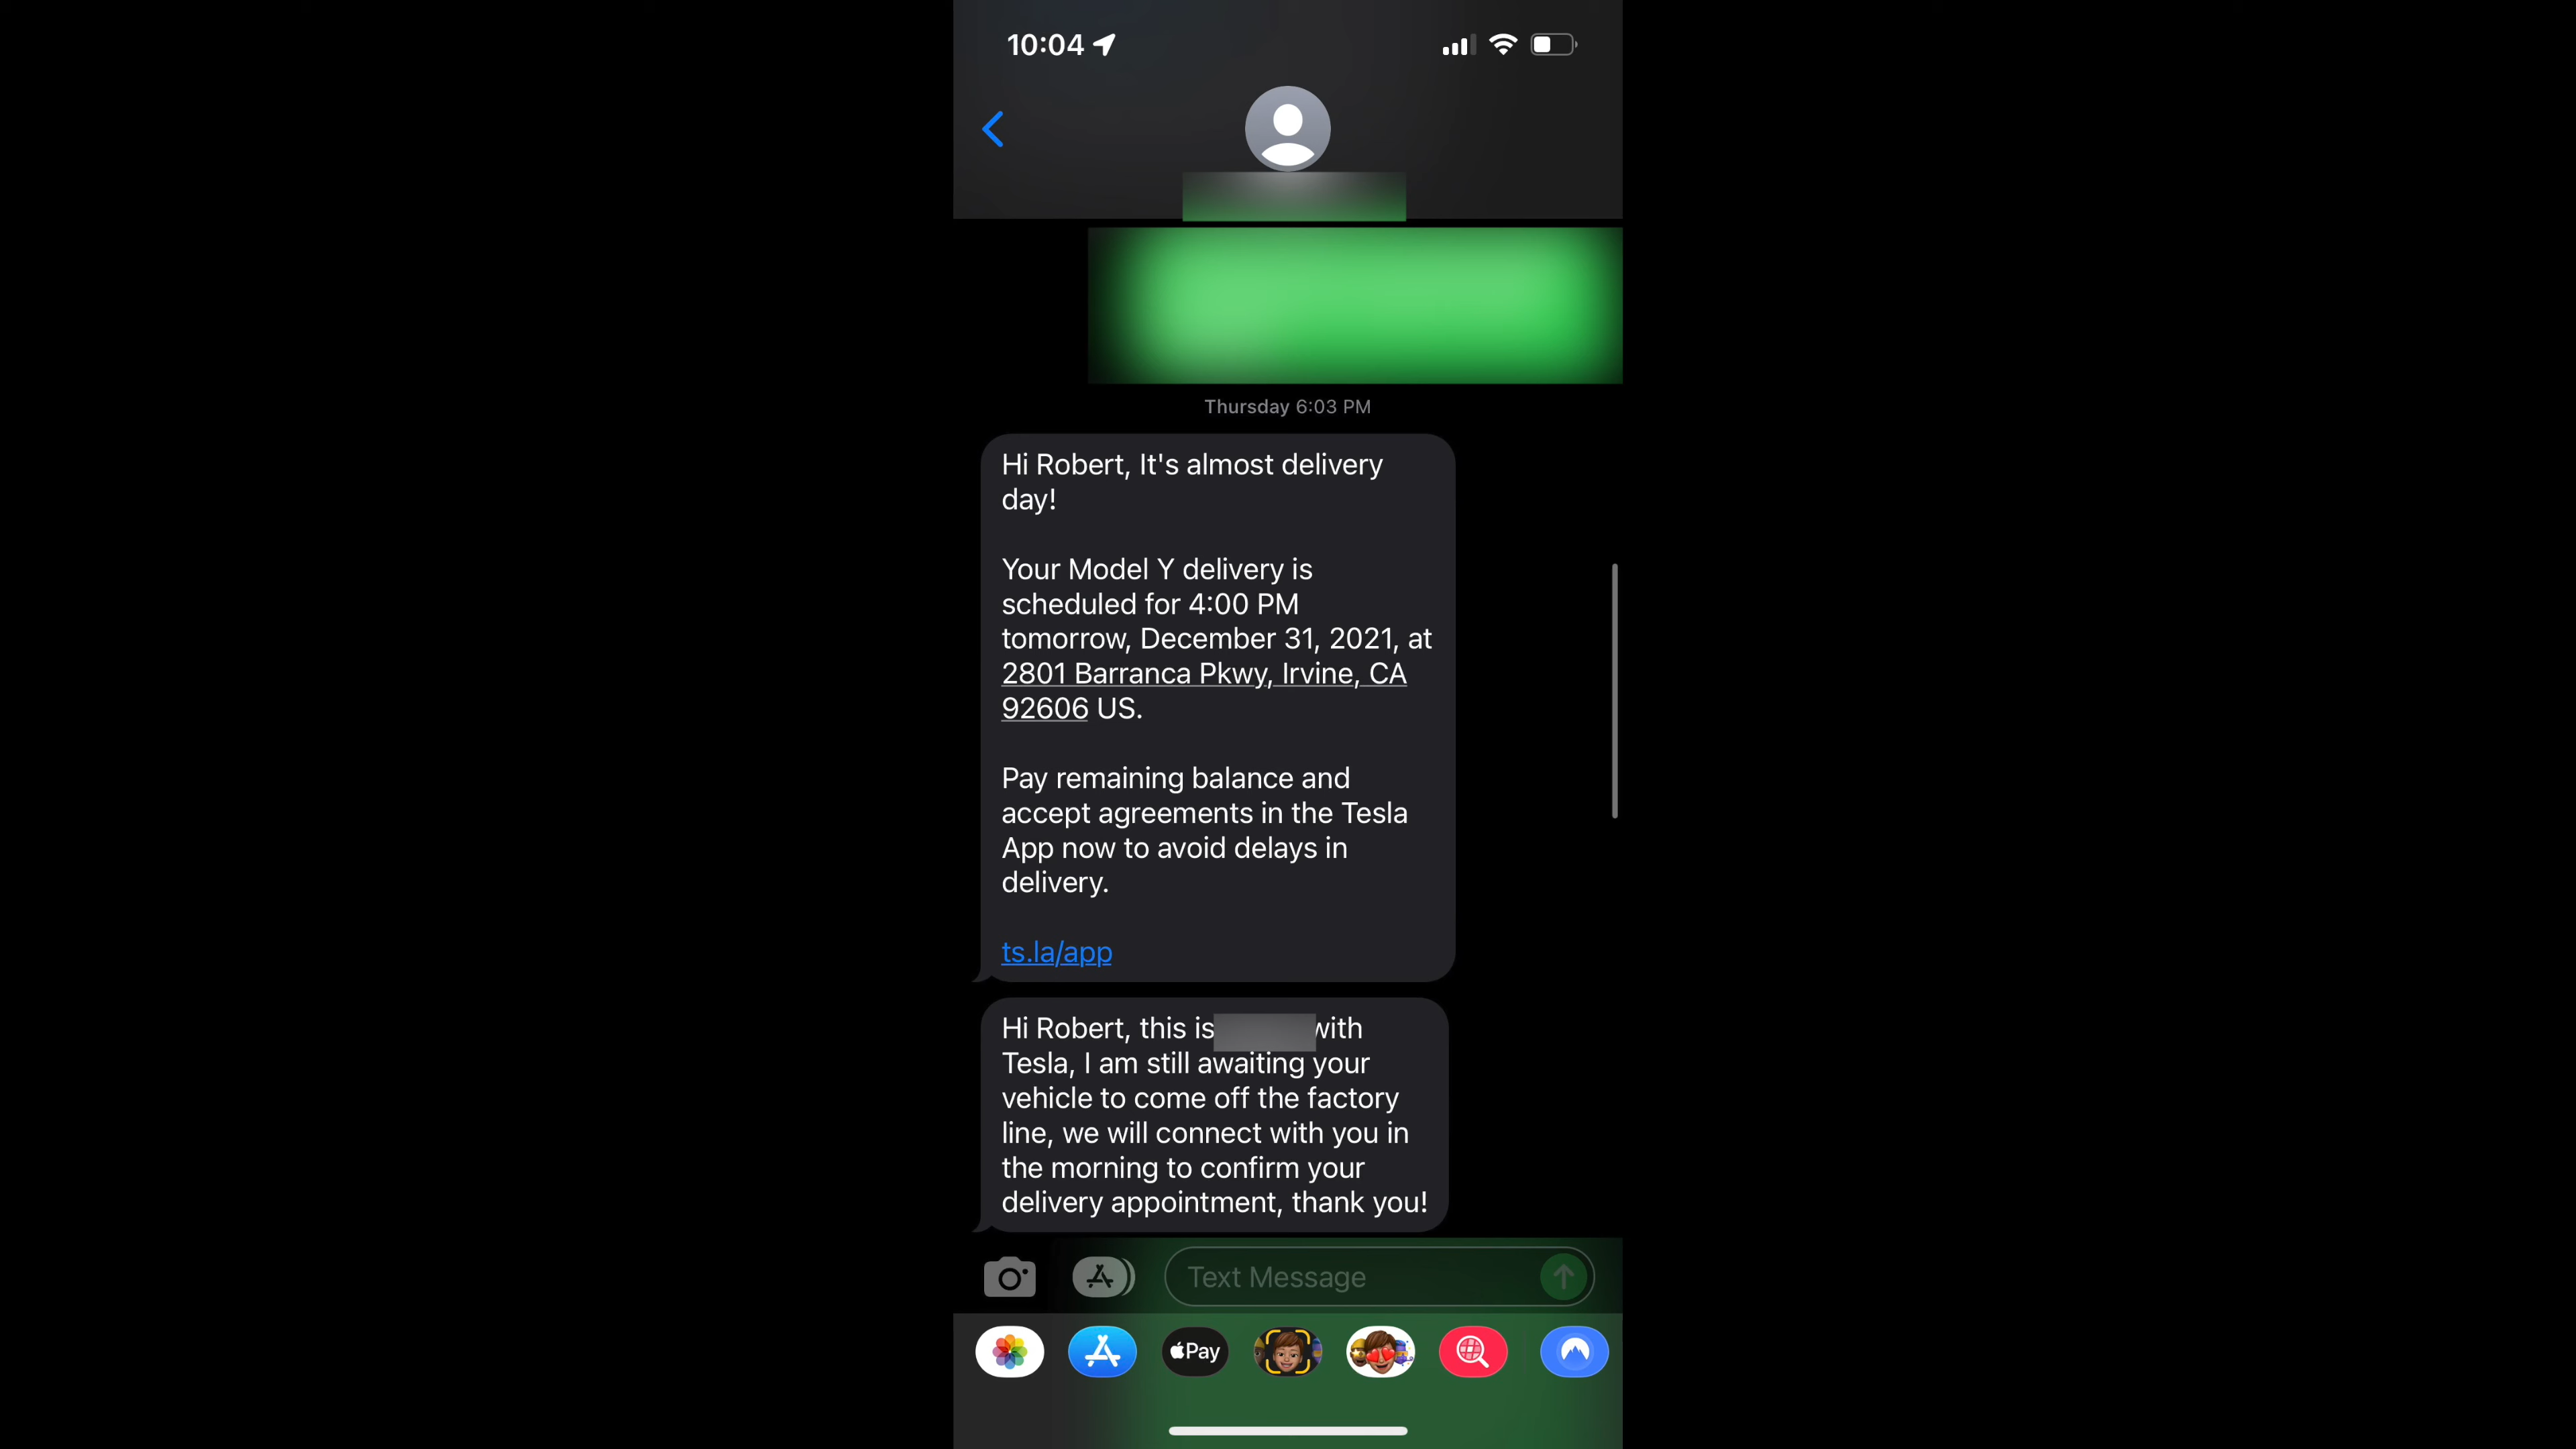 10:04
Thursday 6:03 PM
Hi Robert, It's almost delivery
day!
Your Model Y delivery is
scheduled for 4:00 PM
tomorrow, December 31, 2021, at
2801 Barranca Pkwy, Irvine, CA
92606 US.
Pay remaining balance and
accept agreements in the Tesla
App now to avoid delays in
delivery.
ts.la/app
Hi Robert, this is with
Tesla, I am still awaiting your
vehicle to come off the factory
line, we will connect with you in
the morning to confirm your
delivery appointment, thank you!
Text Message
Pay